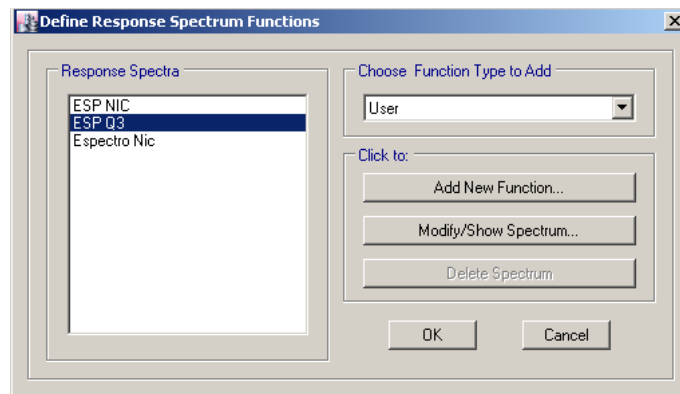 Define Response Spectrum Functions
Response Spectra
ESP NIC
ESP Q3
Espectro Nic
Choose Function Type to Add
User
Click to:
Add New Function...
Modify/Show Spectrum...
Delete Spectrum
OK
Cancel